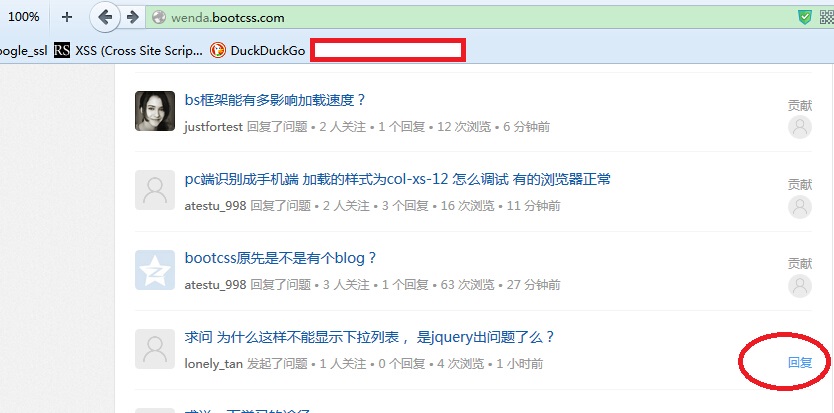 100% wenda.bootcss.com
oogle_ssl RS XSS (Cross Site Scrip... DuckDuckGo
bs框架能有多影响加载速度？
贡献
justfortest 回复了问题 • 2 人关注 • 1 个回复 • 12 次浏览 • 6 分钟前
pc端识别成手机端 加载的样式为col-xs-12 怎么调试 有的浏览器正常
贡献
atestu_998 回复了问题 • 2 人关注 • 3 个回复 • 16 次浏览 • 11 分钟前
bootcss原先是不是有个blog？
贡献
atestu_998 回复了问题 • 3 人关注 • 1 个回复 • 63 次浏览 • 27 分钟前
求问 为什么这样不能显示下拉列表， 是jquery出问题了么？
lonely_tan 发起了问题 • 1 人关注 • 0 个回复 • 4 次浏览 • 1 小时前
回复